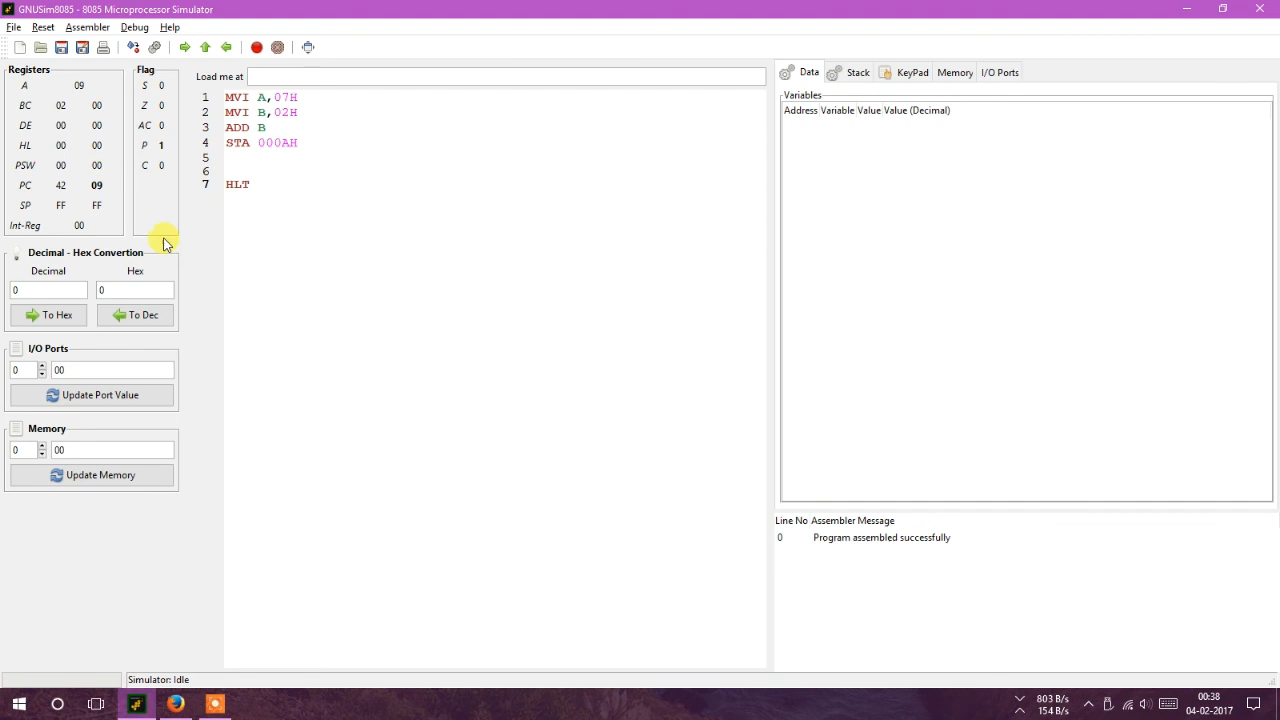 GNUSim8085 - 8085 Microprocessor Simulator
File Reset Assembler Debug Help
Registers
A 09
BC 02 00
DE 00 00
HL 00 00
PSW 00 00
PC 42 09
SP FF FF
Int-Reg 00
Flag
S 0
Z 0
AC 0
P 1
C 0
Decimal - Hex Convertion
Decimal Hex
0 0
To Hex To Dec
I/O Ports
0 00
Update Port Value
Memory
0 00
Update Memory
Load me at
1 MVI A,07H
2 MVI B,02H
3 ADD B
4 STA 000AH
5
6
7 HLT
Data Stack KeyPad Memory I/O Ports
Variables
Address Variable Value Value (Decimal)
Line No Assembler Message
0 Program assembled successfully
Simulator: Idle
803 B/s
154 B/s
00:38
04-02-2017